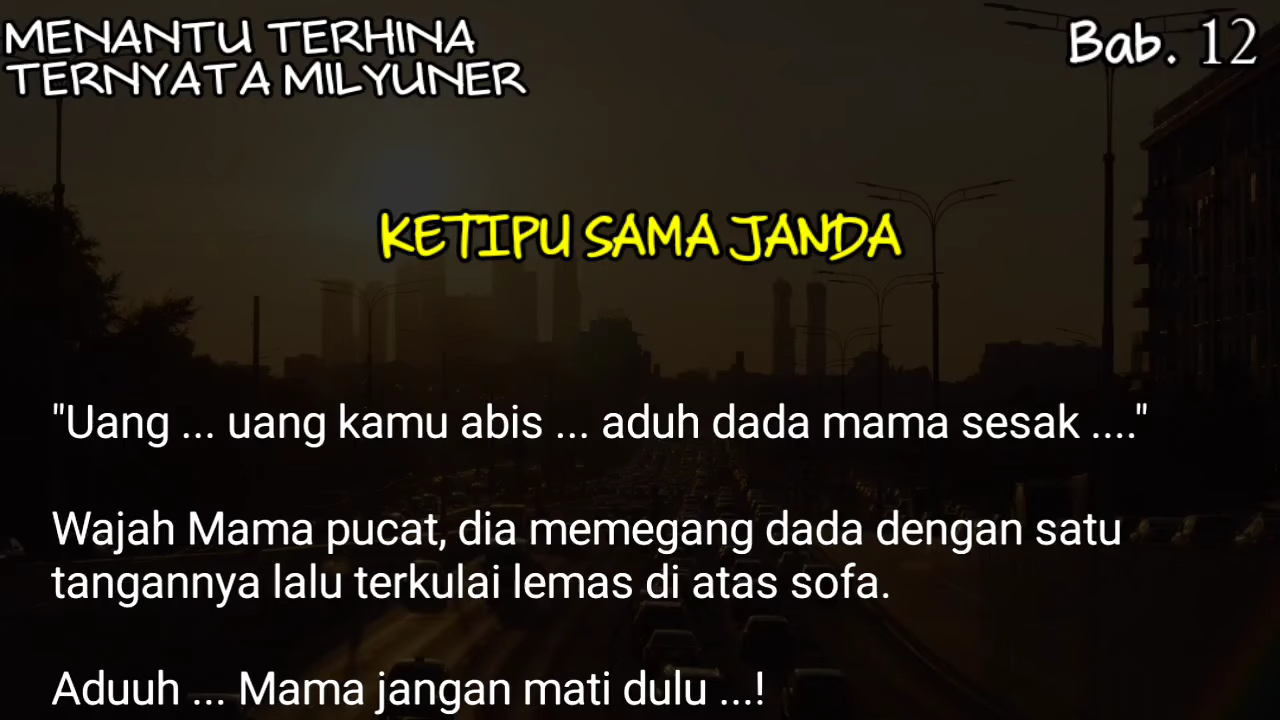 MENANTU TERHINA
TERNYATA MILYUNER
Bab. 12
KETIPU SAMA JANDA
"Uang ... uang kamu abis ... aduh dada mama sesak ...."
Wajah Mama pucat, dia memegang dada dengan satu
tangannya lalu terkulai lemas di atas sofa.
Aduuh ... Mama jangan mati dulu ...!